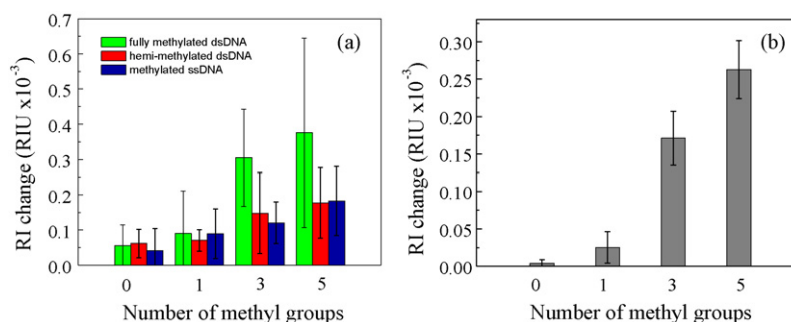 (a)
fully methylated dsDNA
hemi-methylated dsDNA
methylated ssDNA
RI change (RIU x10⁻³)
0.7
0.6
0.5
0.4
0.3
0.2
0.1
0.0
0 1 3 5
Number of methyl groups
(b)
RI change (RIU x10⁻³)
0.30
0.25
0.20
0.15
0.10
0.05
0.00
0 1 3 5
Number of methyl groups